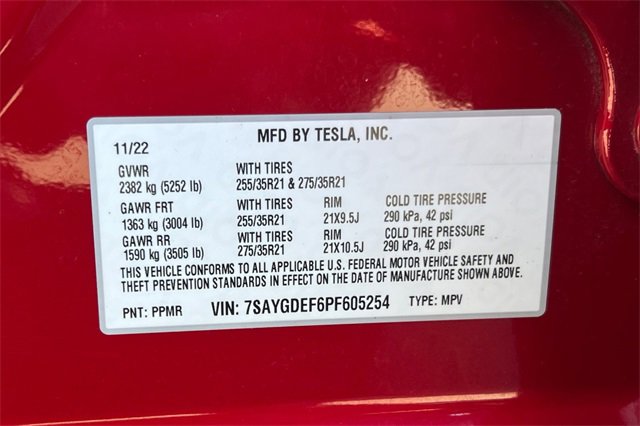 11/22 MFD BY TESLA, INC.
GVWR WITH TIRES
2382 kg (5252 lb) 255/35R21 & 275/35R21
GAWR FRT WITH TIRES RIM COLD TIRE PRESSURE
1363 kg (3004 lb) 255/35R21 21X9.5J 290 kPa, 42 psi
GAWR RR WITH TIRES RIM COLD TIRE PRESSURE
1590 kg (3505 lb) 275/35R21 21X10.5J 290 kPa, 42 psi
THIS VEHICLE CONFORMS TO ALL APPLICABLE U.S. FEDERAL MOTOR VEHICLE SAFETY AND
THEFT PREVENTION STANDARDS IN EFFECT ON THE DATE OF MANUFACTURE SHOWN ABOVE.
PNT: PPMR VIN: 7SAYGDEF6PF605254 TYPE: MPV